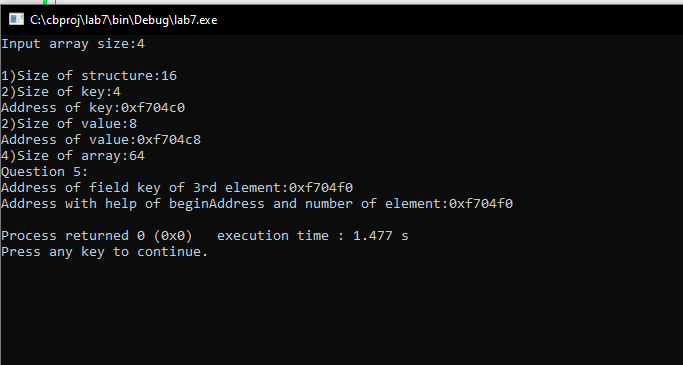 C:\cbproj\lab7\bin\Debug\lab7.exe
Input array size:4
1)Size of structure:16
2)Size of key:4
Address of key:0xf704c0
2)Size of value:8
Address of value:0xf704c8
4)Size of array:64
Question 5:
Address of field key of 3rd element:0xf704f0
Address with help of beginAddress and number of element:0xf704f0
Process returned 0 (0x0)   execution time : 1.477 s
Press any key to continue.